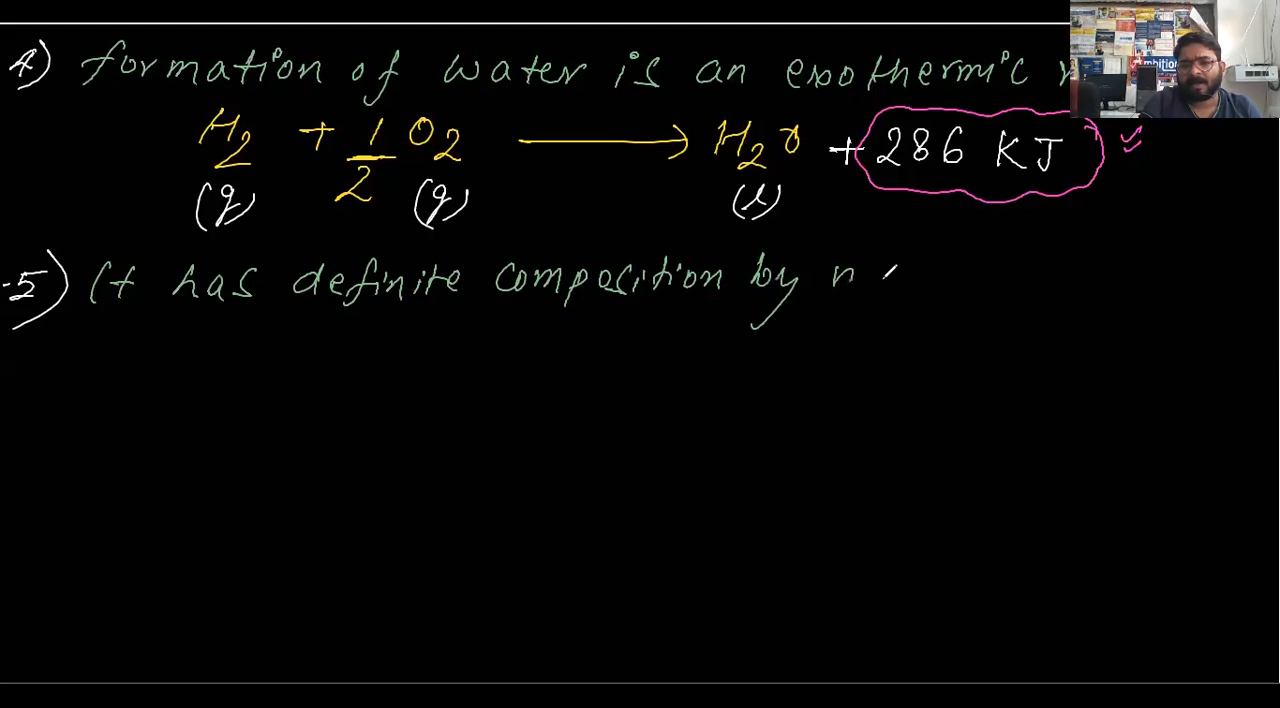 4) formation of water is an exothermic r
H2 + 1/2 O2 ⟶ H2O + 286 KJ
(g) (g) (l)
5) It has definite composition by
mbition